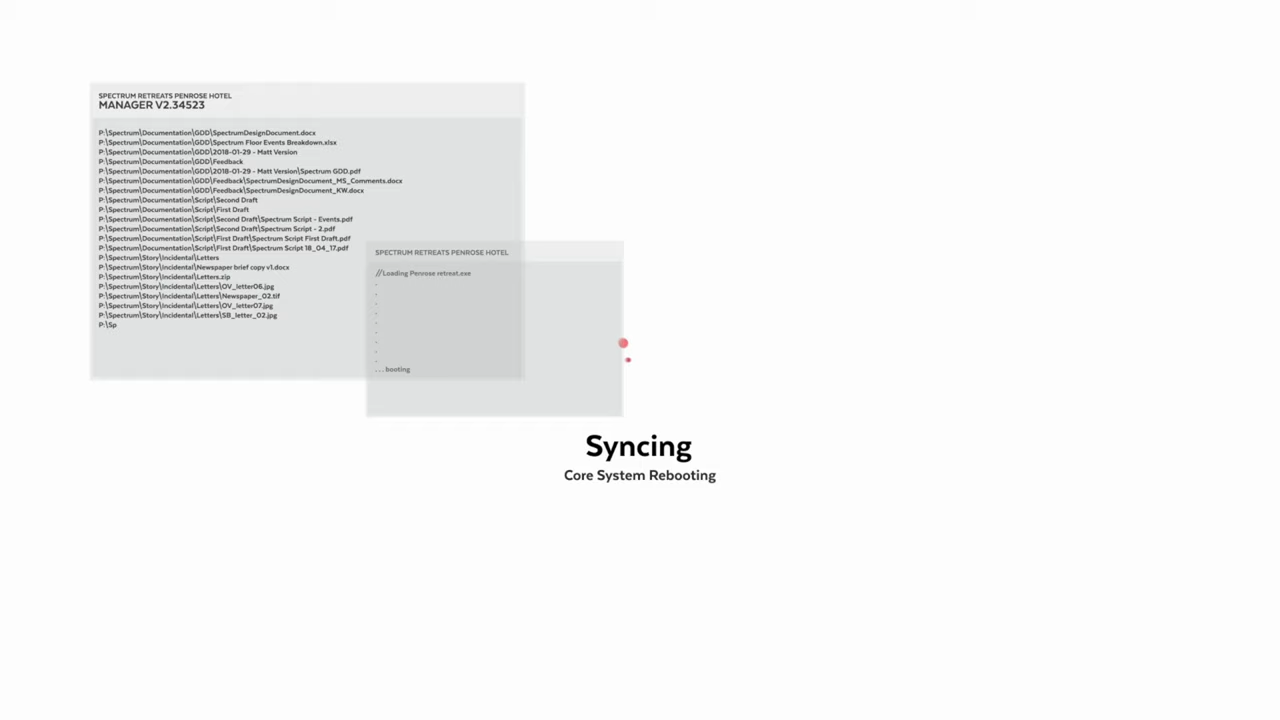 SPECTRUM RETREATS PENROSE HOTEL
MANAGER V2.34523
P:\Spectrum\Documentation\GDD\SpectrumDesignDocument.docx
P:\Spectrum\Documentation\GDD\Spectrum Floor Events Breakdown.xlsx
P:\Spectrum\Documentation\GDD\2018-01-29 - Matt Version
P:\Spectrum\Documentation\GDD\Feedback
P:\Spectrum\Documentation\GDD\2018-01-29 - Matt Version\Spectrum GDD.pdf
P:\Spectrum\Documentation\GDD\Feedback\SpectrumDesignDocument_MS_Comments.docx
P:\Spectrum\Documentation\GDD\Feedback\SpectrumDesignDocument_KW.docx
P:\Spectrum\Documentation\Script\Second Draft
P:\Spectrum\Documentation\Script\First Draft
P:\Spectrum\Documentation\Script\Second Draft\Spectrum Script - Events.pdf
P:\Spectrum\Documentation\Script\Second Draft\Spectrum Script - 2.pdf
P:\Spectrum\Documentation\Script\First Draft\Spectrum Script First Draft.pdf
P:\Spectrum\Documentation\Script\First Draft\Spectrum Script 18_04_17.pdf
P:\Spectrum\Story\Incidental\Letters
P:\Spectrum\Story\Incidental\Newspaper brief copy v1.docx
P:\Spectrum\Story\Incidental\Letters.zip
P:\Spectrum\Story\Incidental\Letters\OV_letter06.jpg
P:\Spectrum\Story\Incidental\Letters\Newspaper_02.tif
P:\Spectrum\Story\Incidental\Letters\OV_letter07.jpg
P:\Spectrum\Story\Incidental\Letters\SB_letter_02.jpg
P:\Sp
SPECTRUM RETREATS PENROSE HOTEL
//Loading Penrose retreat.exe
.
.
.
.
.
.
.
.
.
. . . booting
Syncing
Core System Rebooting